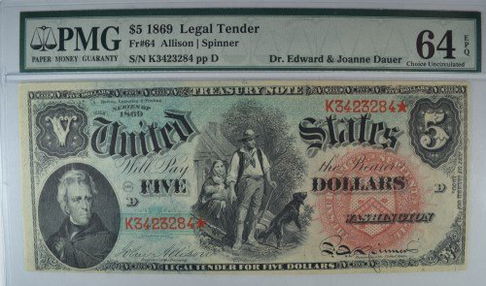 PMG
PAPER MONEY GUARANTY
$5 1869 Legal Tender
Fr#64 Allison | Spinner
S/N K3423284 pp D
Dr. Edward & Joanne Dauer
64 EPQ
Choice Uncirculated
TREASURY NOTE
K3423284★
SERIES OF
1869
V
United States
5
Will Pay the Bearer
FIVE DOLLARS
D
D
WASHINGTON
K3423284★
LEGAL TENDER FOR FIVE DOLLARS